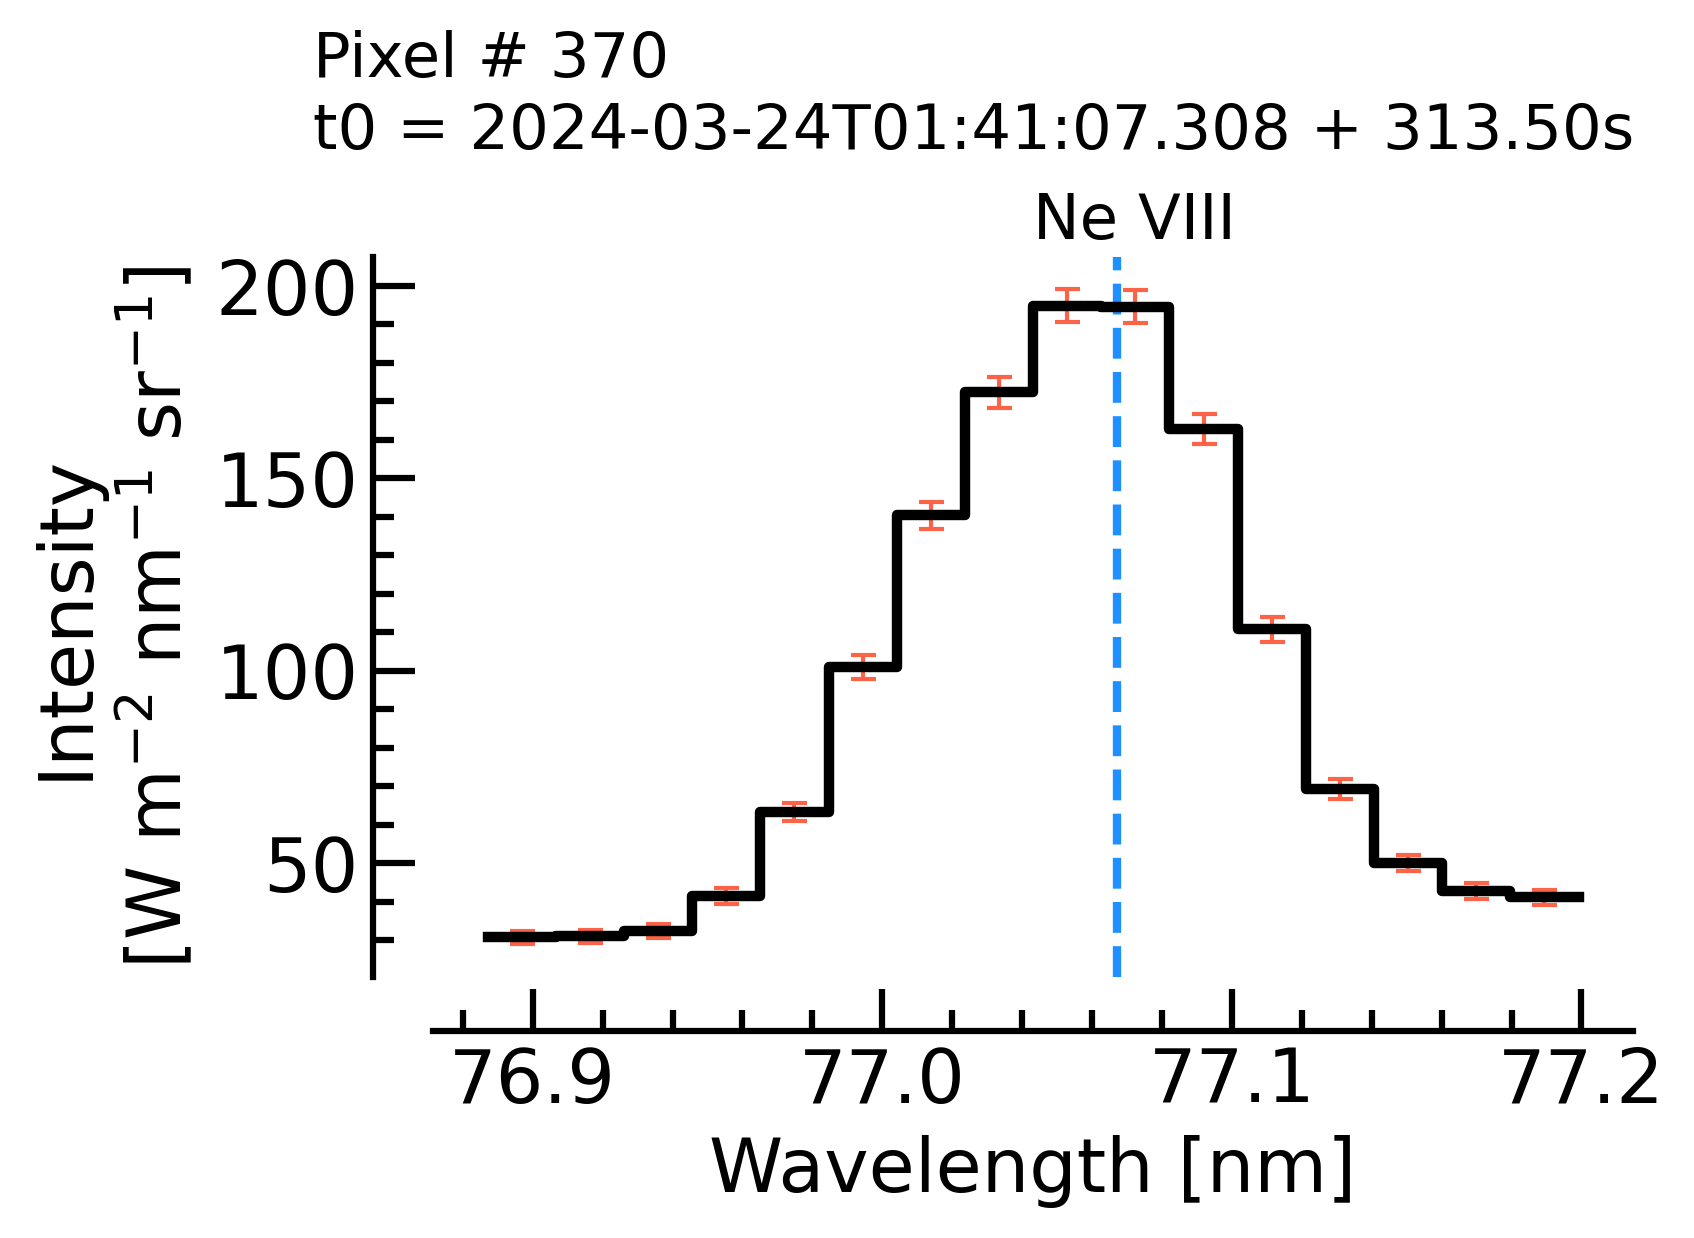 Pixel # 370
t0 = 2024-03-24T01:41:07.308 + 313.50s
Ne VIII
Intensity
[W m⁻² nm⁻¹ sr⁻¹]
200
150
100
50
76.9 77.0 77.1 77.2
Wavelength [nm]